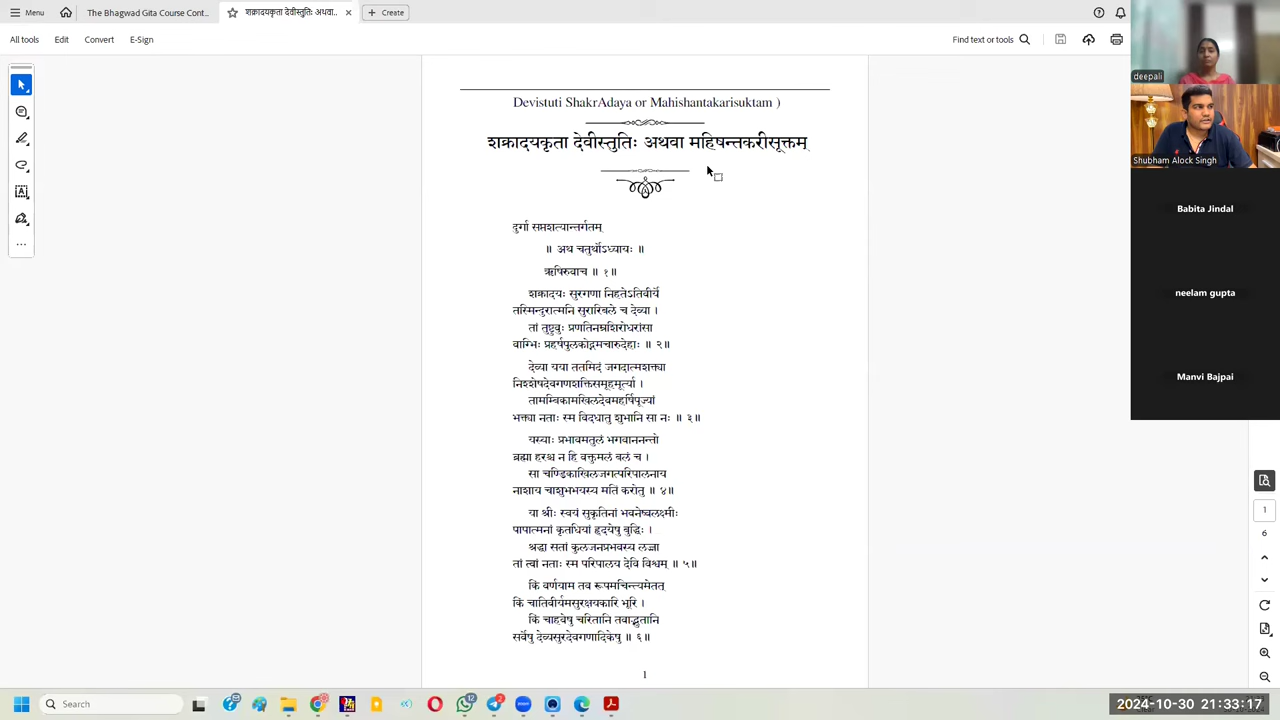 Menu
The Bhagwad Gita Course Cont...
शक्रादयकृता देवीस्तुतिः अथवा...
Create
All tools Edit Convert E-Sign
Find text or tools
Devistuti ShakrAdaya or Mahishantakarisuktam )
शक्रादयकृता देवीस्तुतिः अथवा महिषन्तकरीसूक्तम्
दुर्गा सप्तशत्यान्तर्गतम्
॥ अथ चतुर्थोऽध्यायः ॥
ऋषिरुवाच ॥ १॥
शक्रादयः सुरगणा निहतेऽतिवीर्ये
तस्मिन्दुरात्मनि सुरारिबले च देव्या ।
तां तुष्टुवुः प्रणतिनम्रशिरोधरांसा
वाग्भिः प्रहर्षपुलकोद्गमचारुदेहाः ॥ २॥
देव्या यया ततमिदं जगदात्मशक्त्या
निश्शेषदेवगणशक्तिसमूहमूर्त्या ।
तामम्बिकामखिलदेवमहर्षिपूज्यां
भक्त्या नताः स्म विदधातु शुभानि सा नः ॥ ३॥
यस्याः प्रभावमतुलं भगवाननन्तो
ब्रह्मा हरश्च न हि वक्तुमलं बलं च ।
सा चण्डिकाखिलजगत्परिपालनाय
नाशाय चाशुभभयस्य मतिं करोतु ॥ ४॥
या श्रीः स्वयं सुकृतिनां भवनेष्वलक्ष्मीः
पापात्मनां कृतधियां हृदयेषु बुद्धिः ।
श्रद्धा सतां कुलजनप्रभवस्य लज्जा
तां त्वां नताः स्म परिपालय देवि विश्वम् ॥ ५॥
किं वर्णयाम तव रूपमचिन्त्यमेतत्
किं चातिवीर्यमसुरक्षयकारि भूरि ।
किं चाहवेषु चरितानि तवाद्भुतानि
सर्वेषु देव्यसुरदेवगणादिकेषु ॥ ६॥
1
deepali
Shubham Alock Singh
Babita Jindal
neelam gupta
Manvi Bajpai
1
6
Search
12
2
2024-10-30 21:33:17